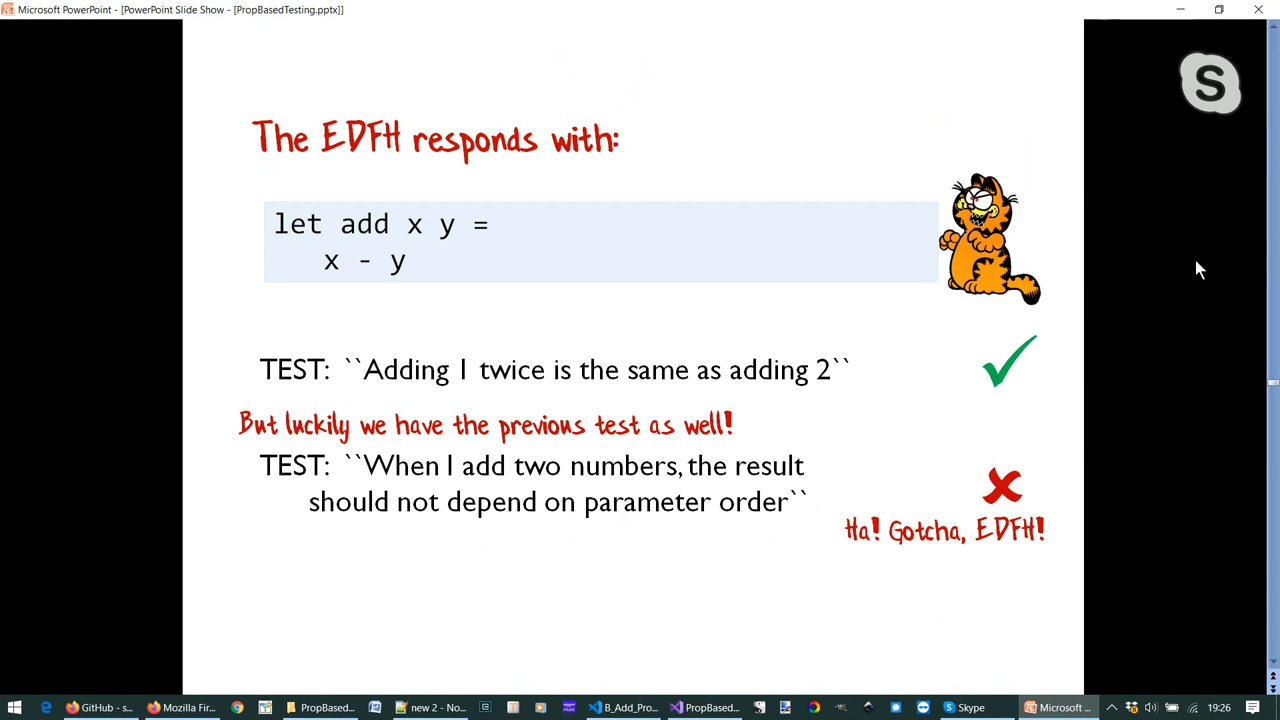 Microsoft PowerPoint - [PowerPoint Slide Show - [PropBasedTesting.pptx]]
S
The EDFH responds with:
let add x y =
x - y
TEST: ``Adding 1 twice is the same as adding 2``
But luckily we have the previous test as well!
TEST: ``When I add two numbers, the result
should not depend on parameter order``
Ha! Gotcha, EDFH!
GitHub - s...
Mozilla Fir...
PropBased...
new 2 - No...
B_Add_Pro...
PropBased...
Skype
Microsoft ...
19:26